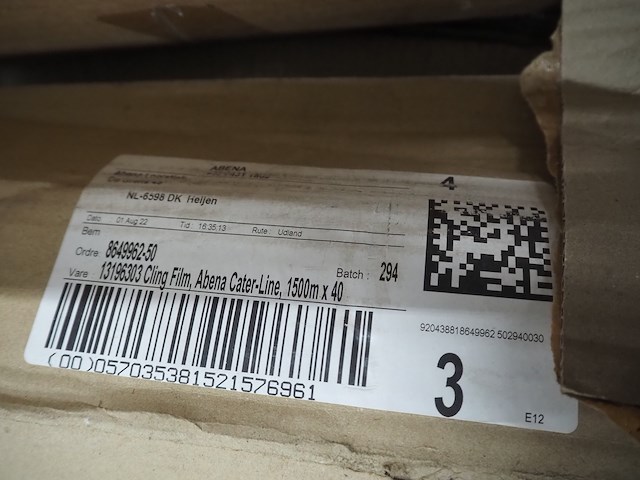 ABENA
4
NL-6598 DK Heijen
Dato: 01 Aug 22 Tid: 16:35:13 Rute: Udland
Bem
Ordre 8649962-50 Batch: 294
Vare 13196303 Cling Film, Abena Cater-Line, 1500m x 40
920438818649962 502940030
(00)057035381521576961
3
E12